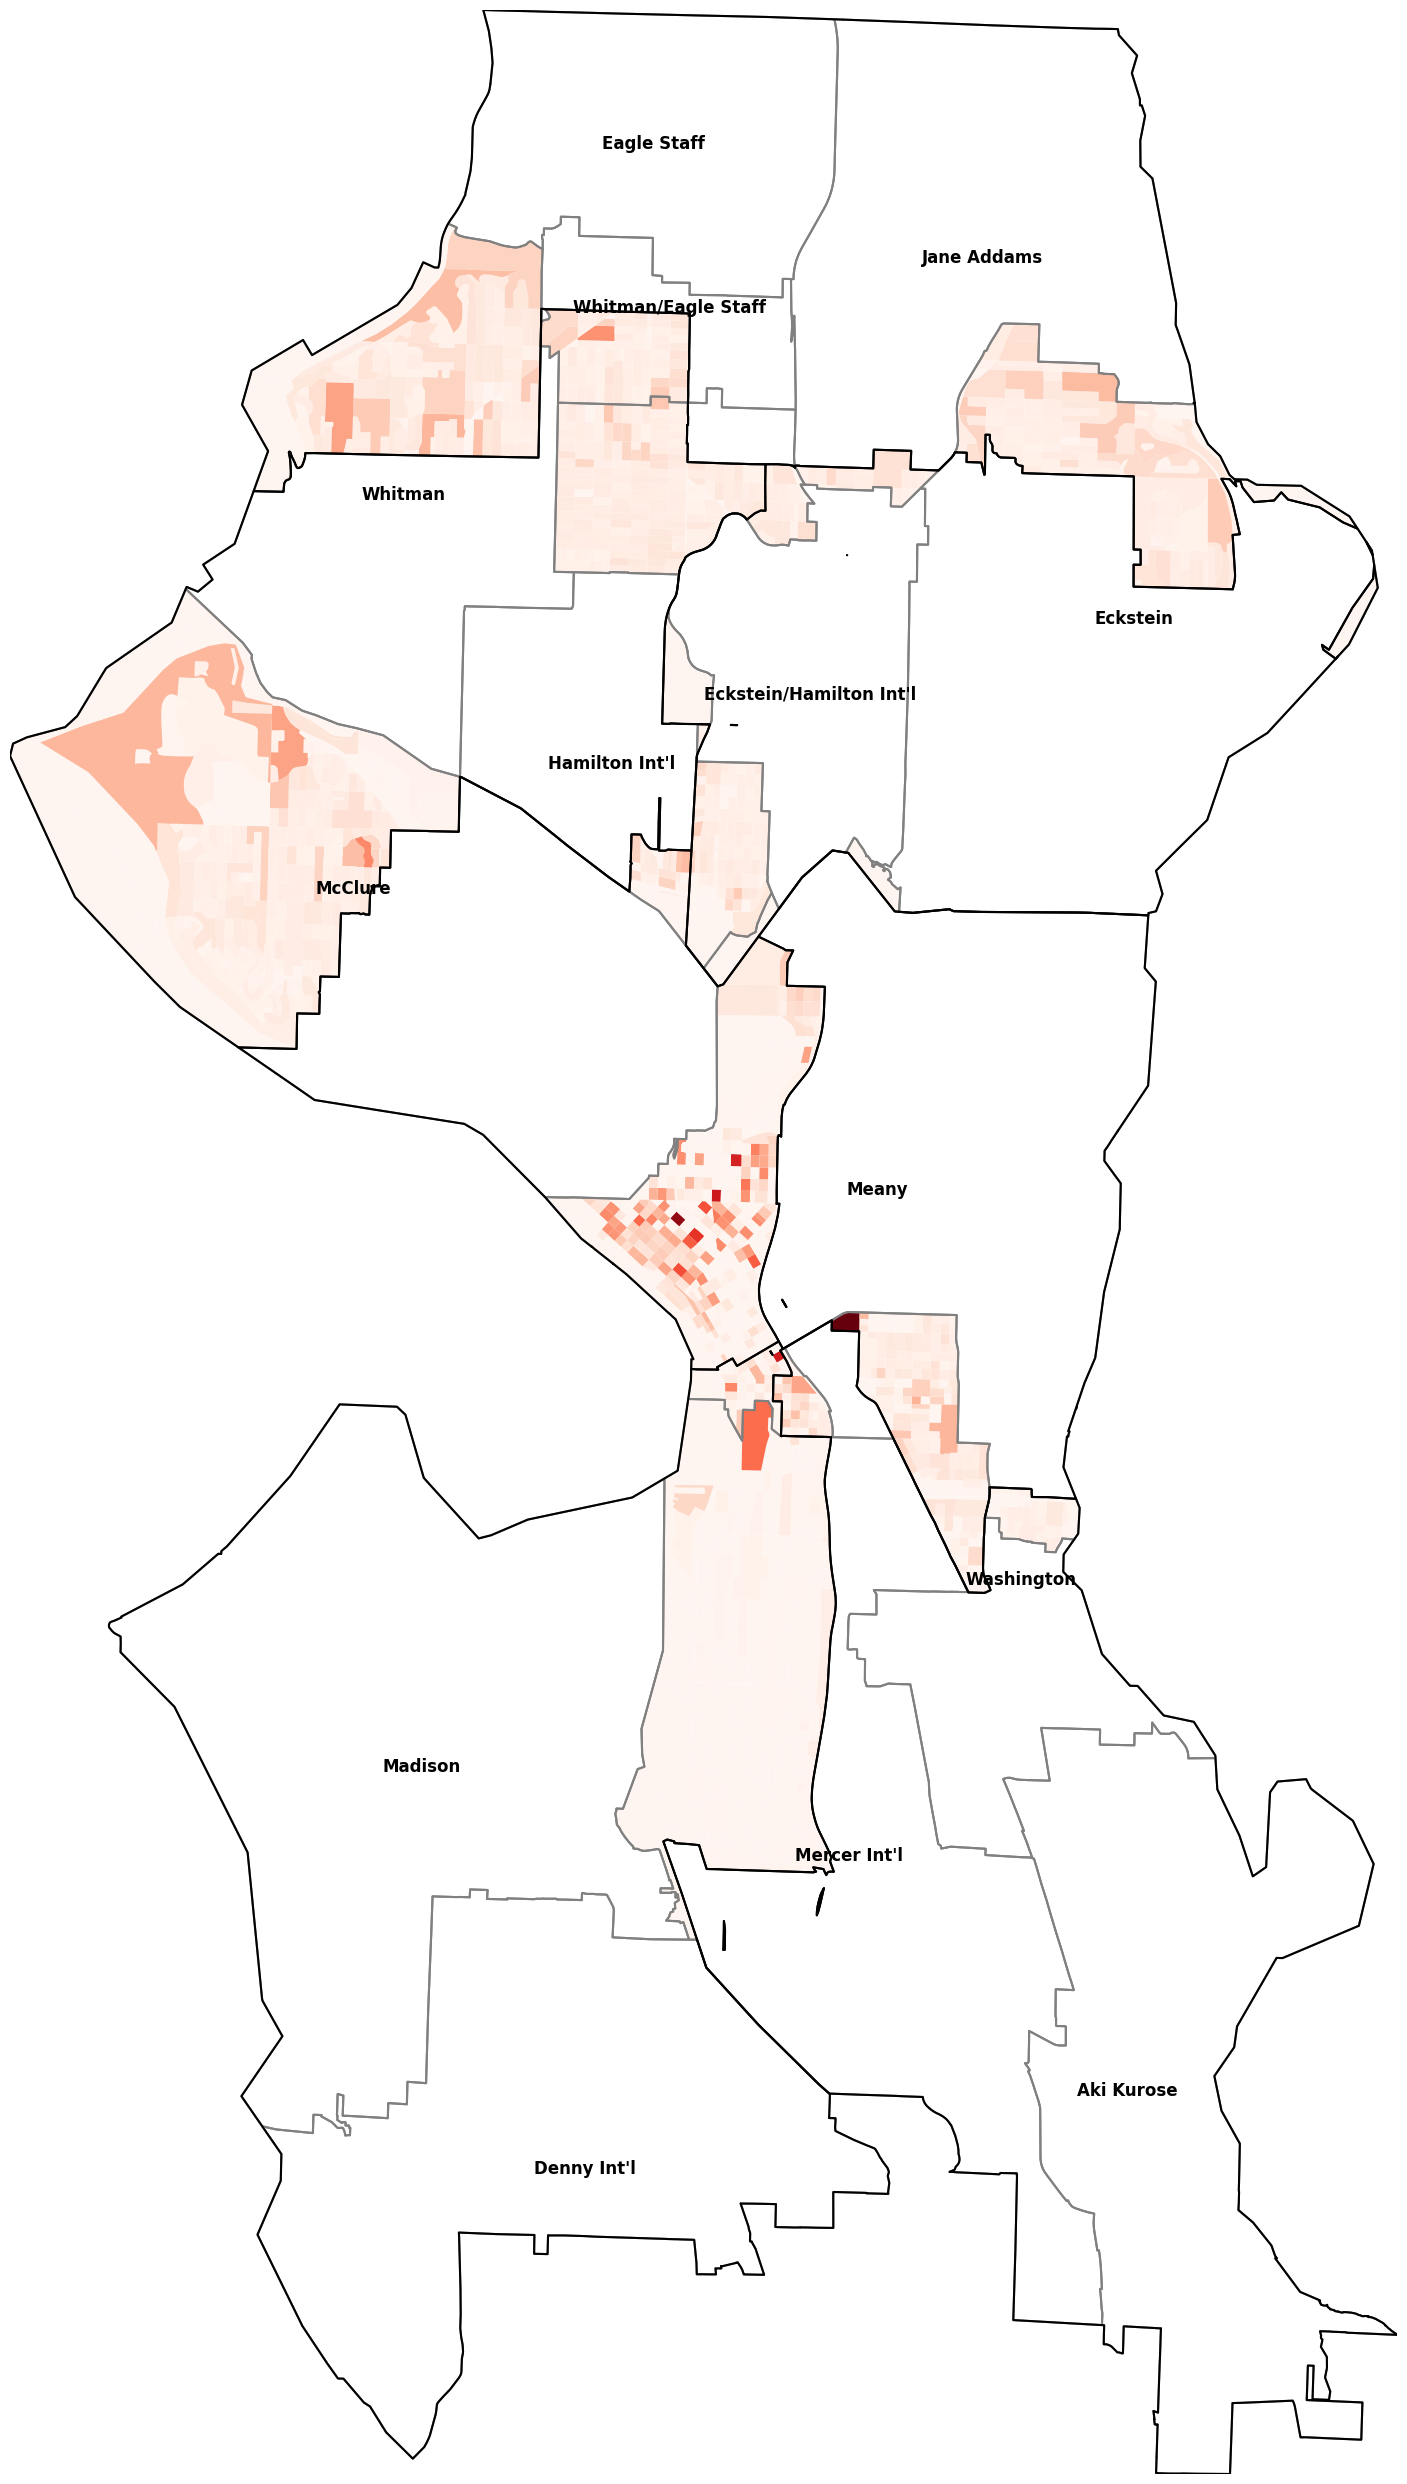 Eagle Staff
Jane Addams
Whitman/Eagle Staff
Whitman
Eckstein
Eckstein/Hamilton Int'l
Hamilton Int'l
McClure
Meany
Washington
Madison
Mercer Int'l
Aki Kurose
Denny Int'l